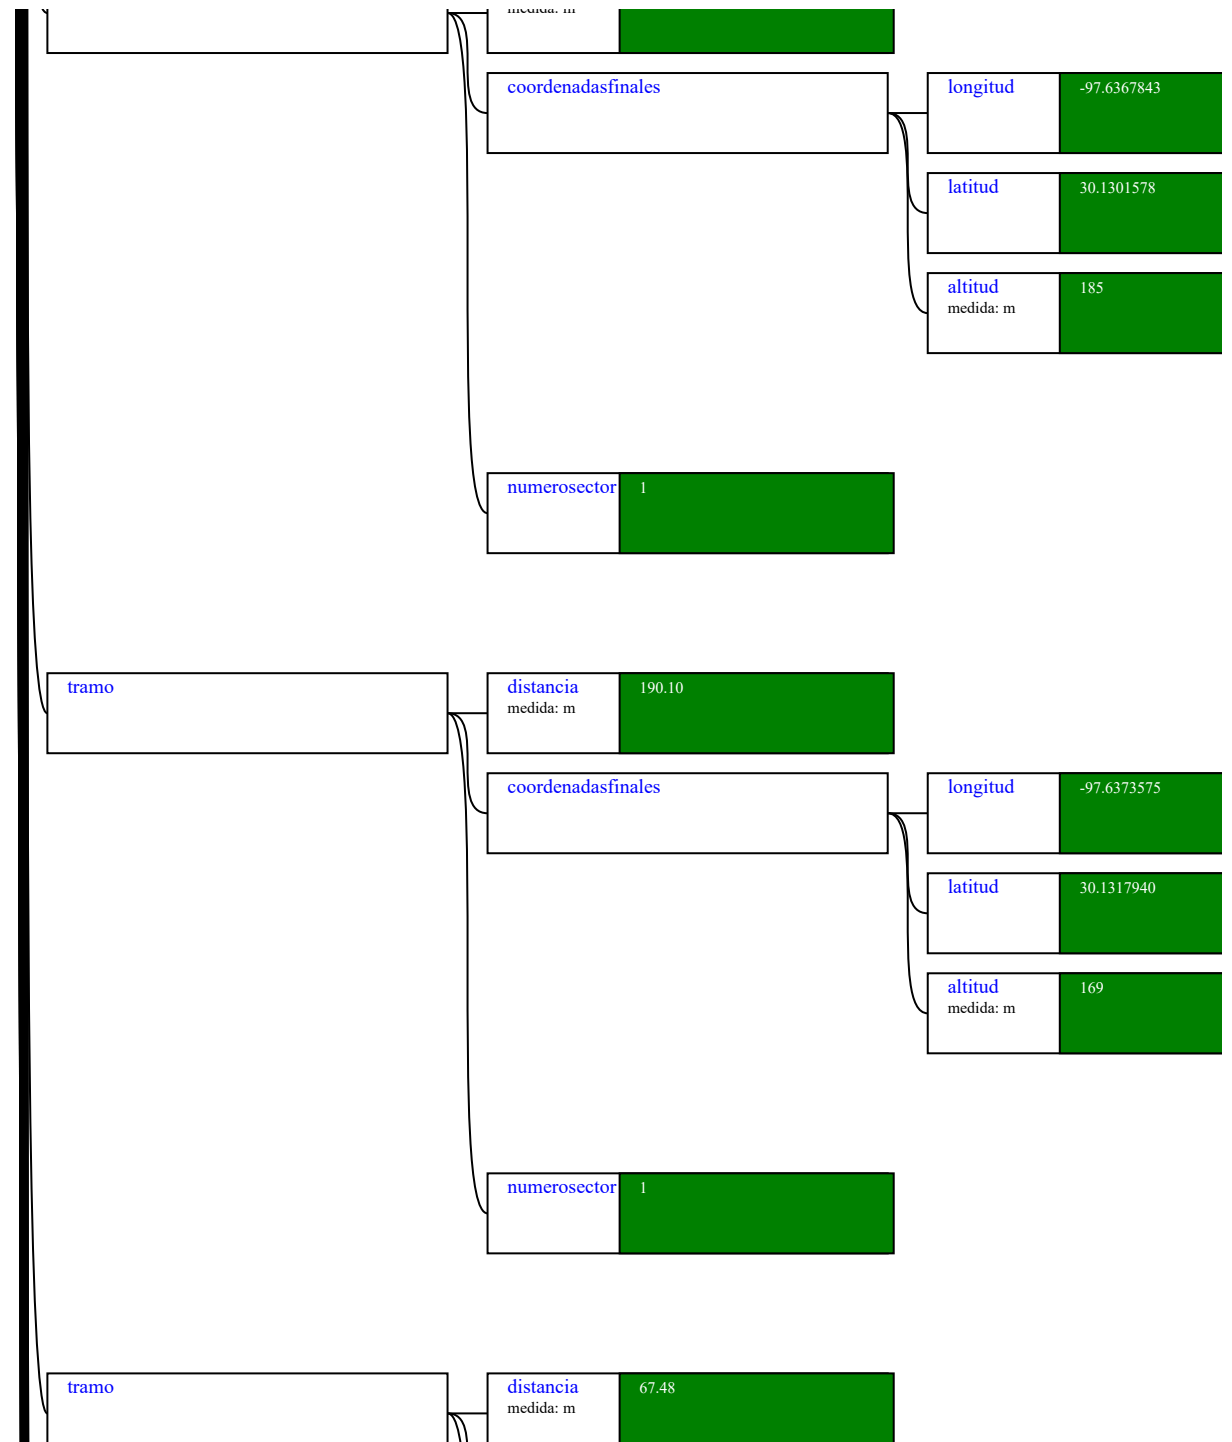 medida: m
coordenadasfinales
longitud
-97.6367843
latitud
30.1301578
altitud
185
medida: m
numerosector
1
tramo
distancia
190.10
medida: m
coordenadasfinales
longitud
-97.6373575
latitud
30.1317940
altitud
169
medida: m
numerosector
1
tramo
distancia
67.48
medida: m